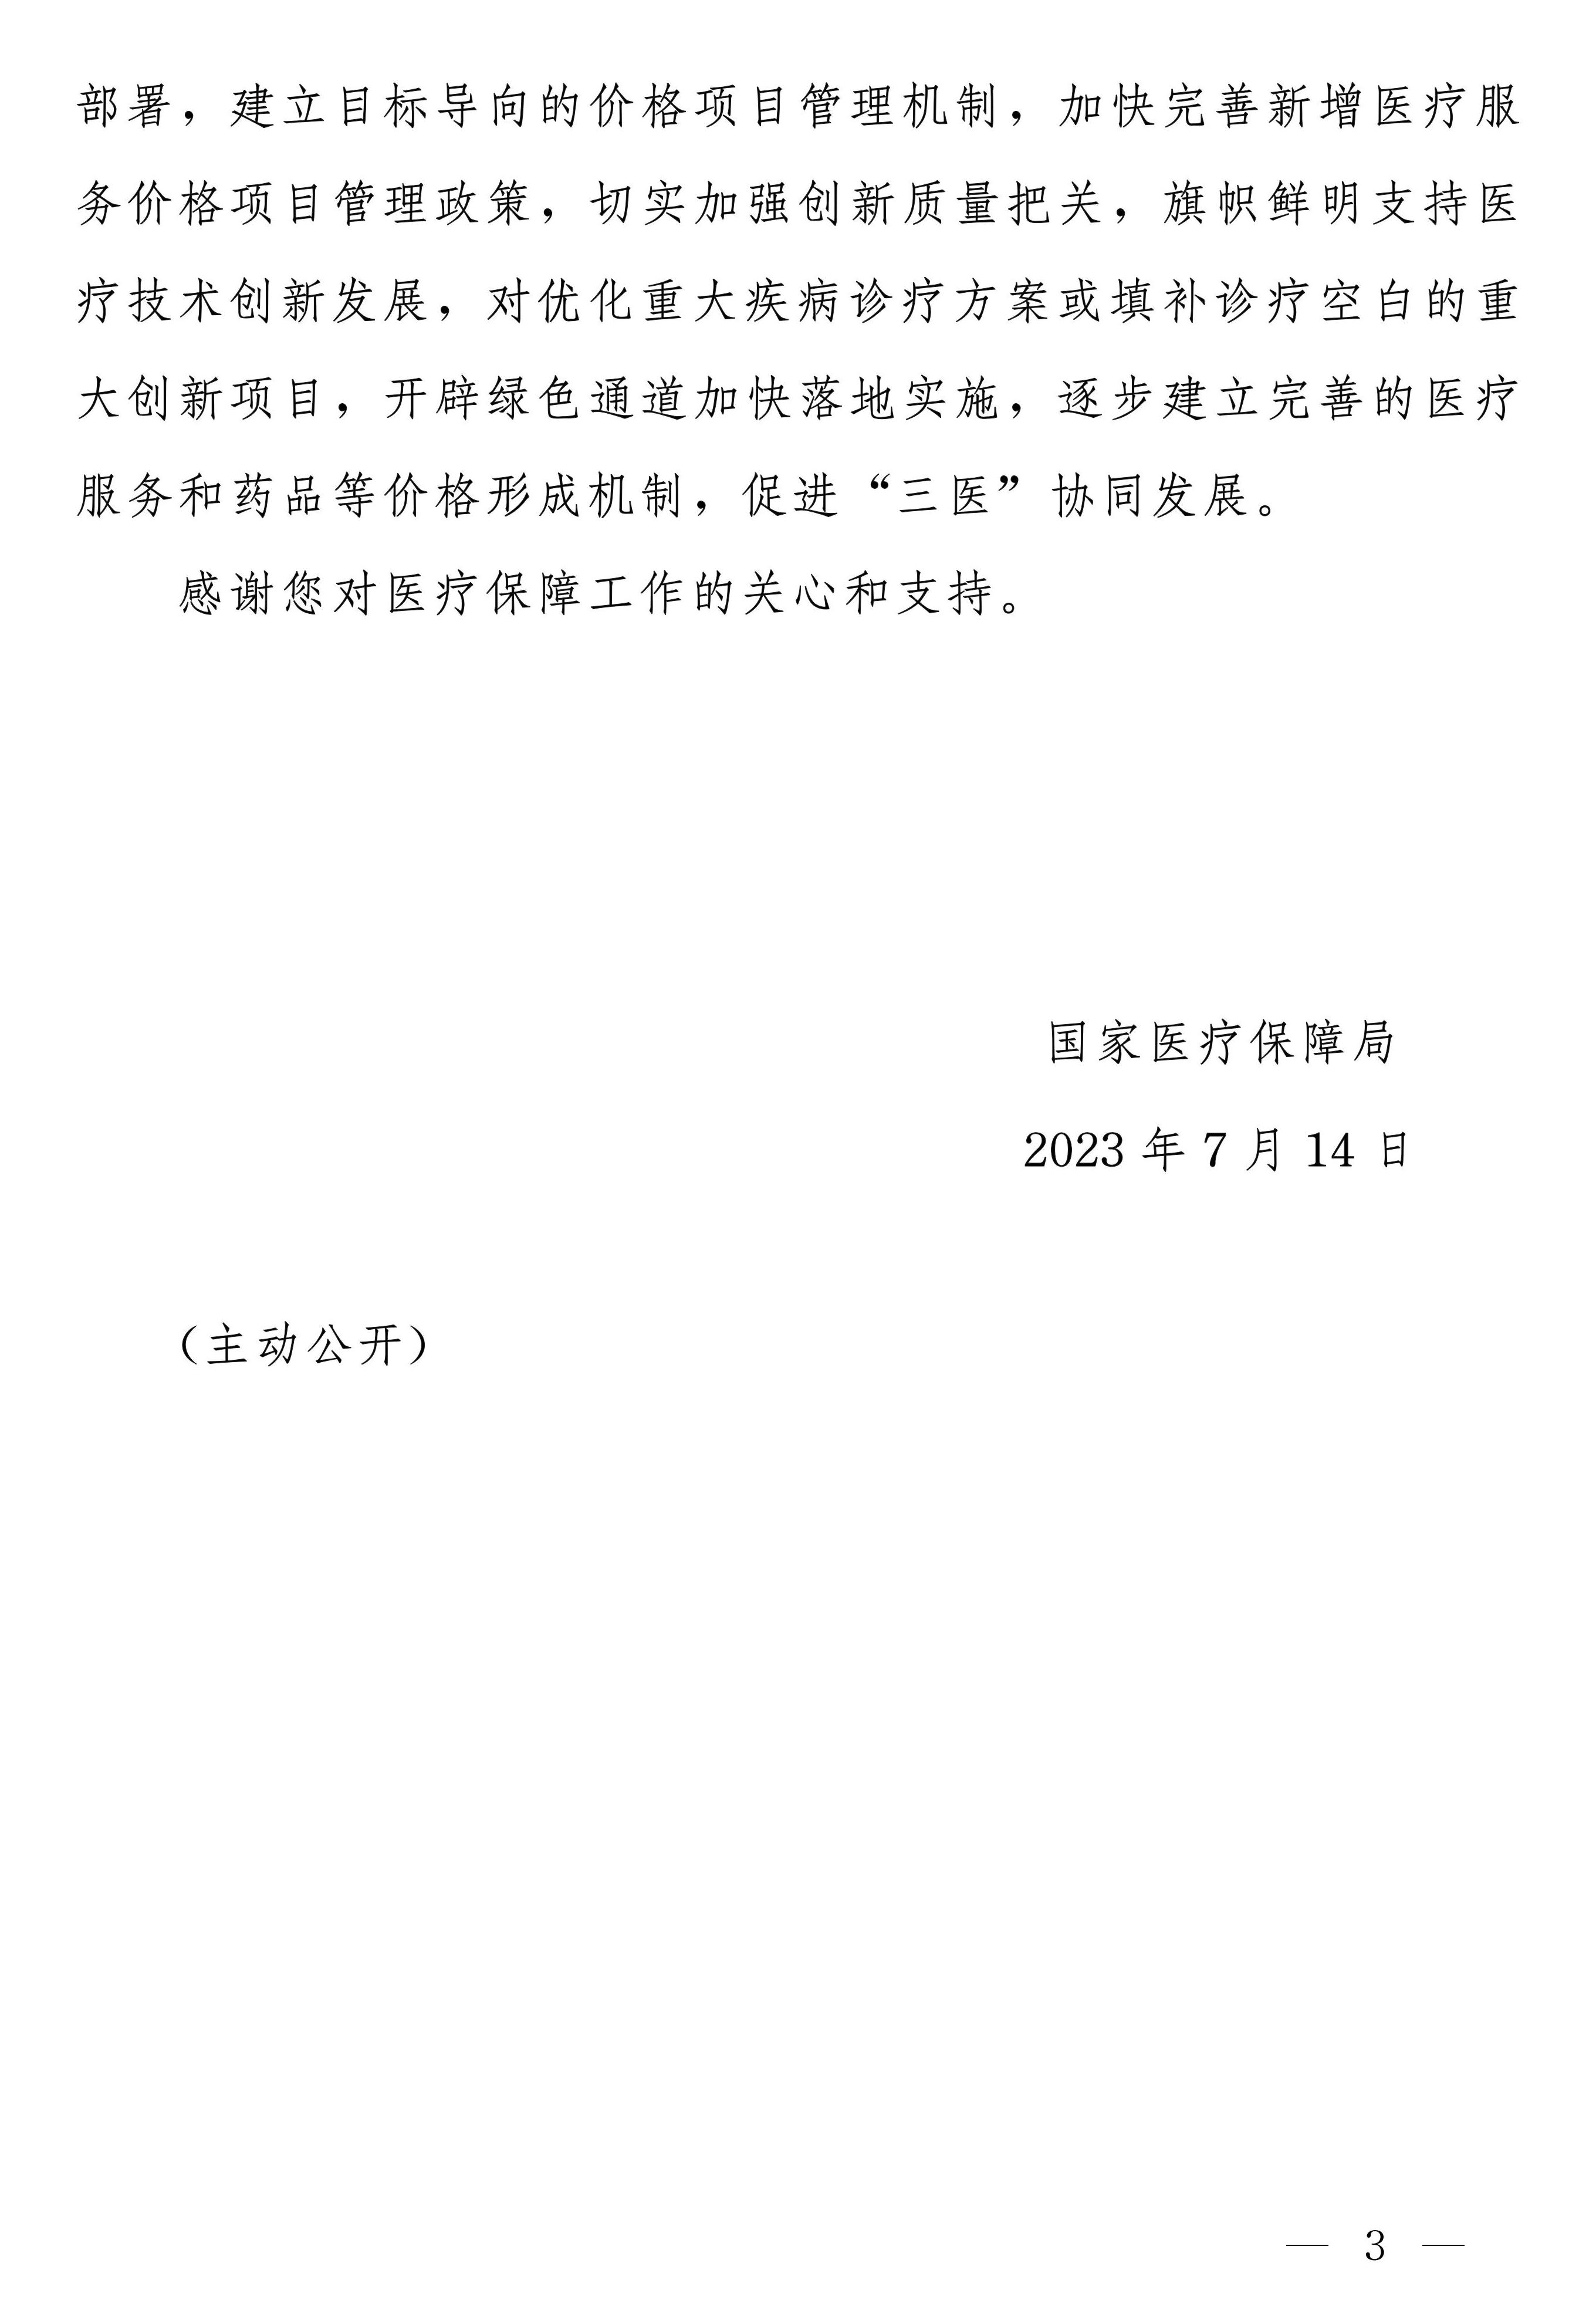 部署，建立目标导向的价格项目管理机制，加快完善新增医疗服
务价格项目管理政策，切实加强创新质量把关，旗帜鲜明支持医
疗技术创新发展，对优化重大疾病诊疗方案或填补诊疗空白的重
大创新项目，开辟绿色通道加快落地实施，逐步建立完善的医疗
服务和药品等价格形成机制，促进“三医”协同发展。
感谢您对医疗保障工作的关心和支持。
国家医疗保障局
2023 年 7 月 14 日
（主动公开）
— 3 —